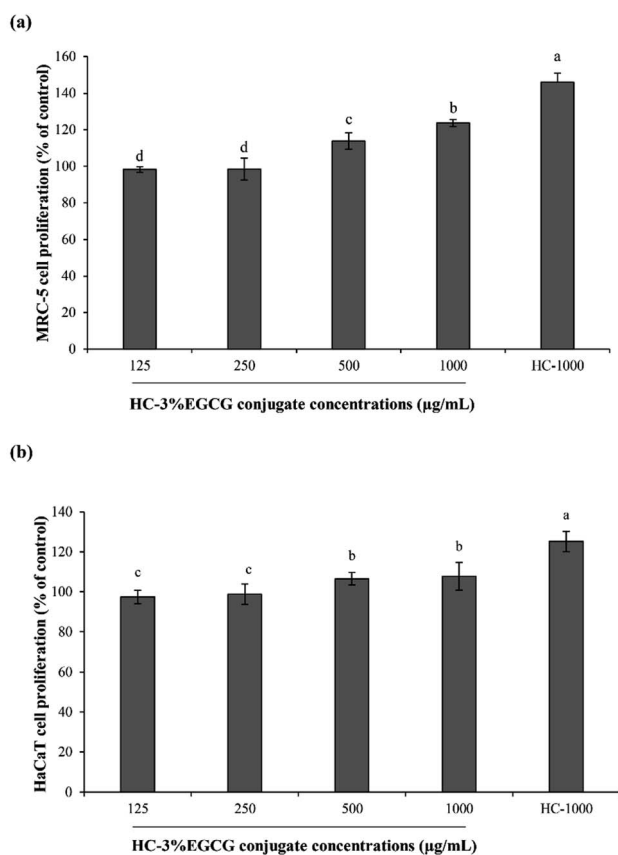 (a)
MRC-5 cell proliferation (% of control)
160
140
120
100
80
60
40
20
0
d
d
c
b
a
125 250 500 1000 HC-1000
HC-3%EGCG conjugate concentrations (µg/mL)
(b)
HaCaT cell proliferation (% of control)
140
120
100
80
60
40
20
0
c
c
b
b
a
125 250 500 1000 HC-1000
HC-3%EGCG conjugate concentrations (µg/mL)